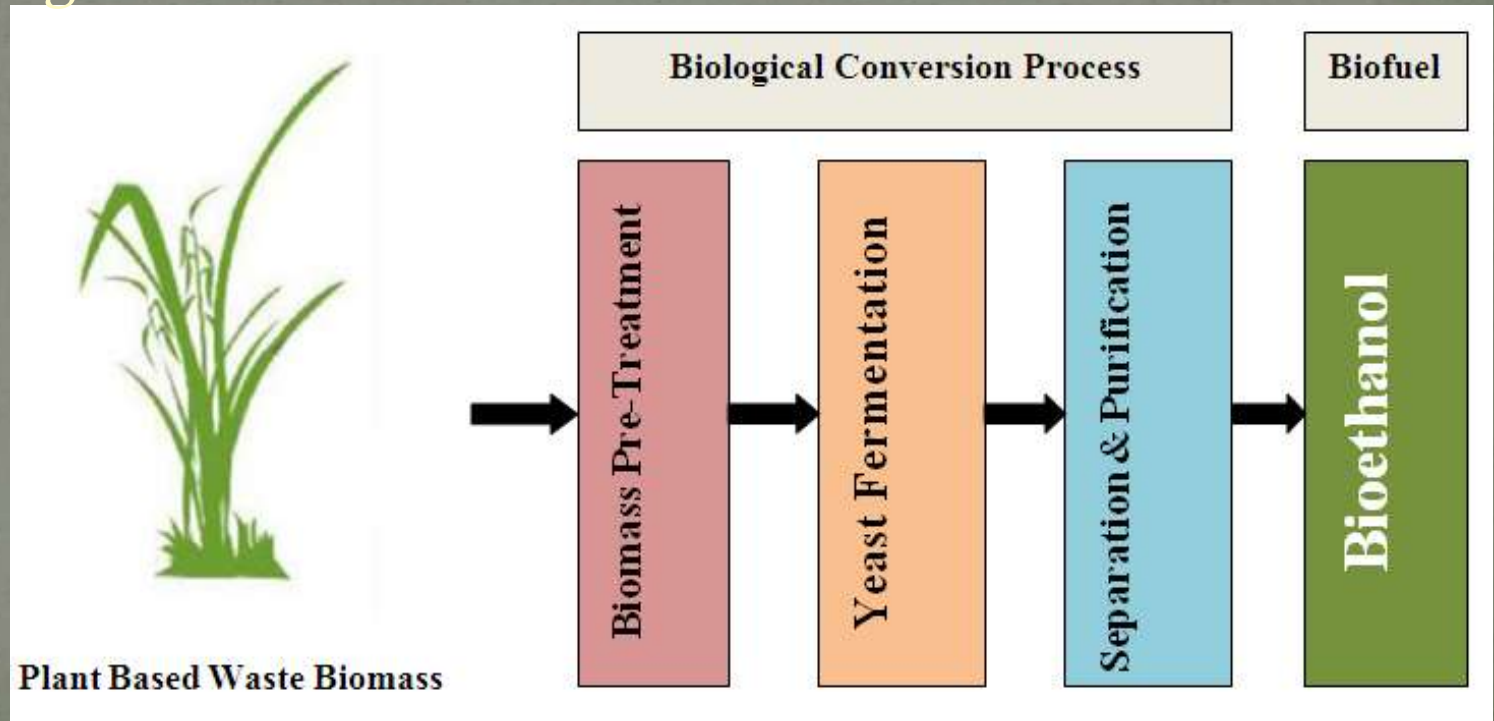 Biological Conversion Process
Biofuel
Biomass Pre-Treatment
Yeast Fermentation
Separation & Purification
Bioethanol
Plant Based Waste Biomass